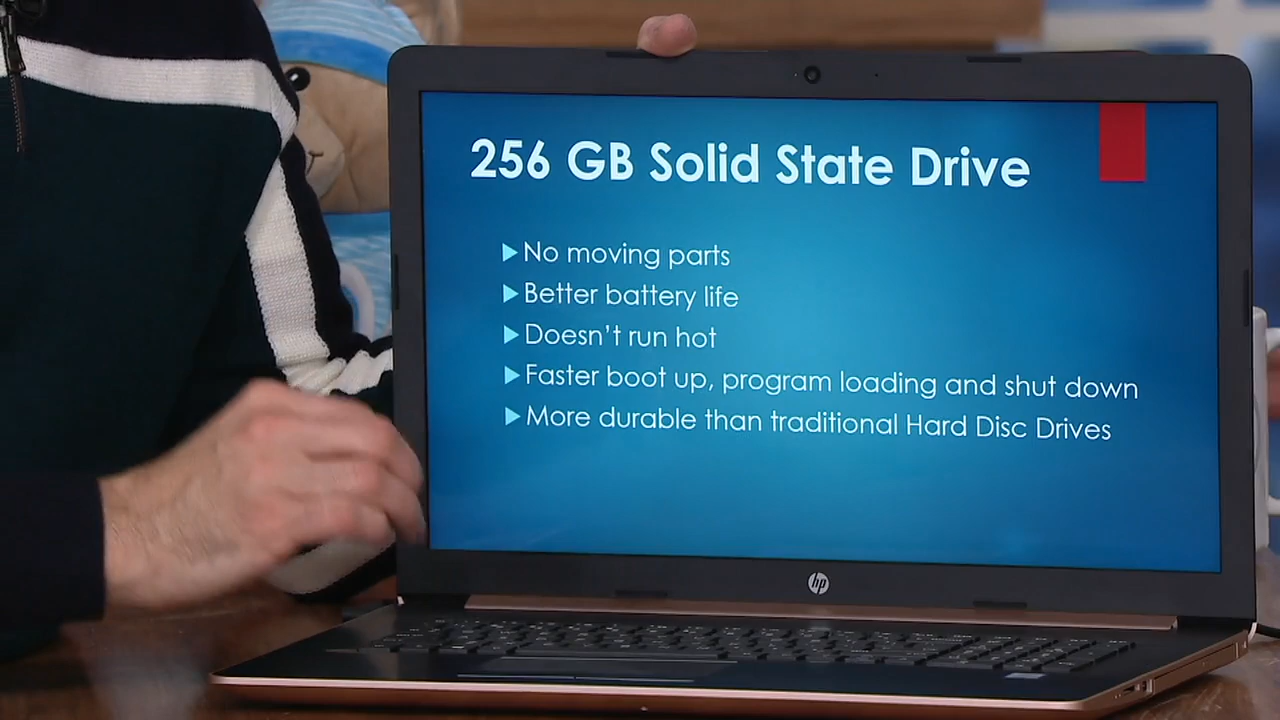 256 GB Solid State Drive
No moving parts
Better battery life
Doesn't run hot
Faster boot up, program loading and shut down
More durable than traditional Hard Disc Drives
hp